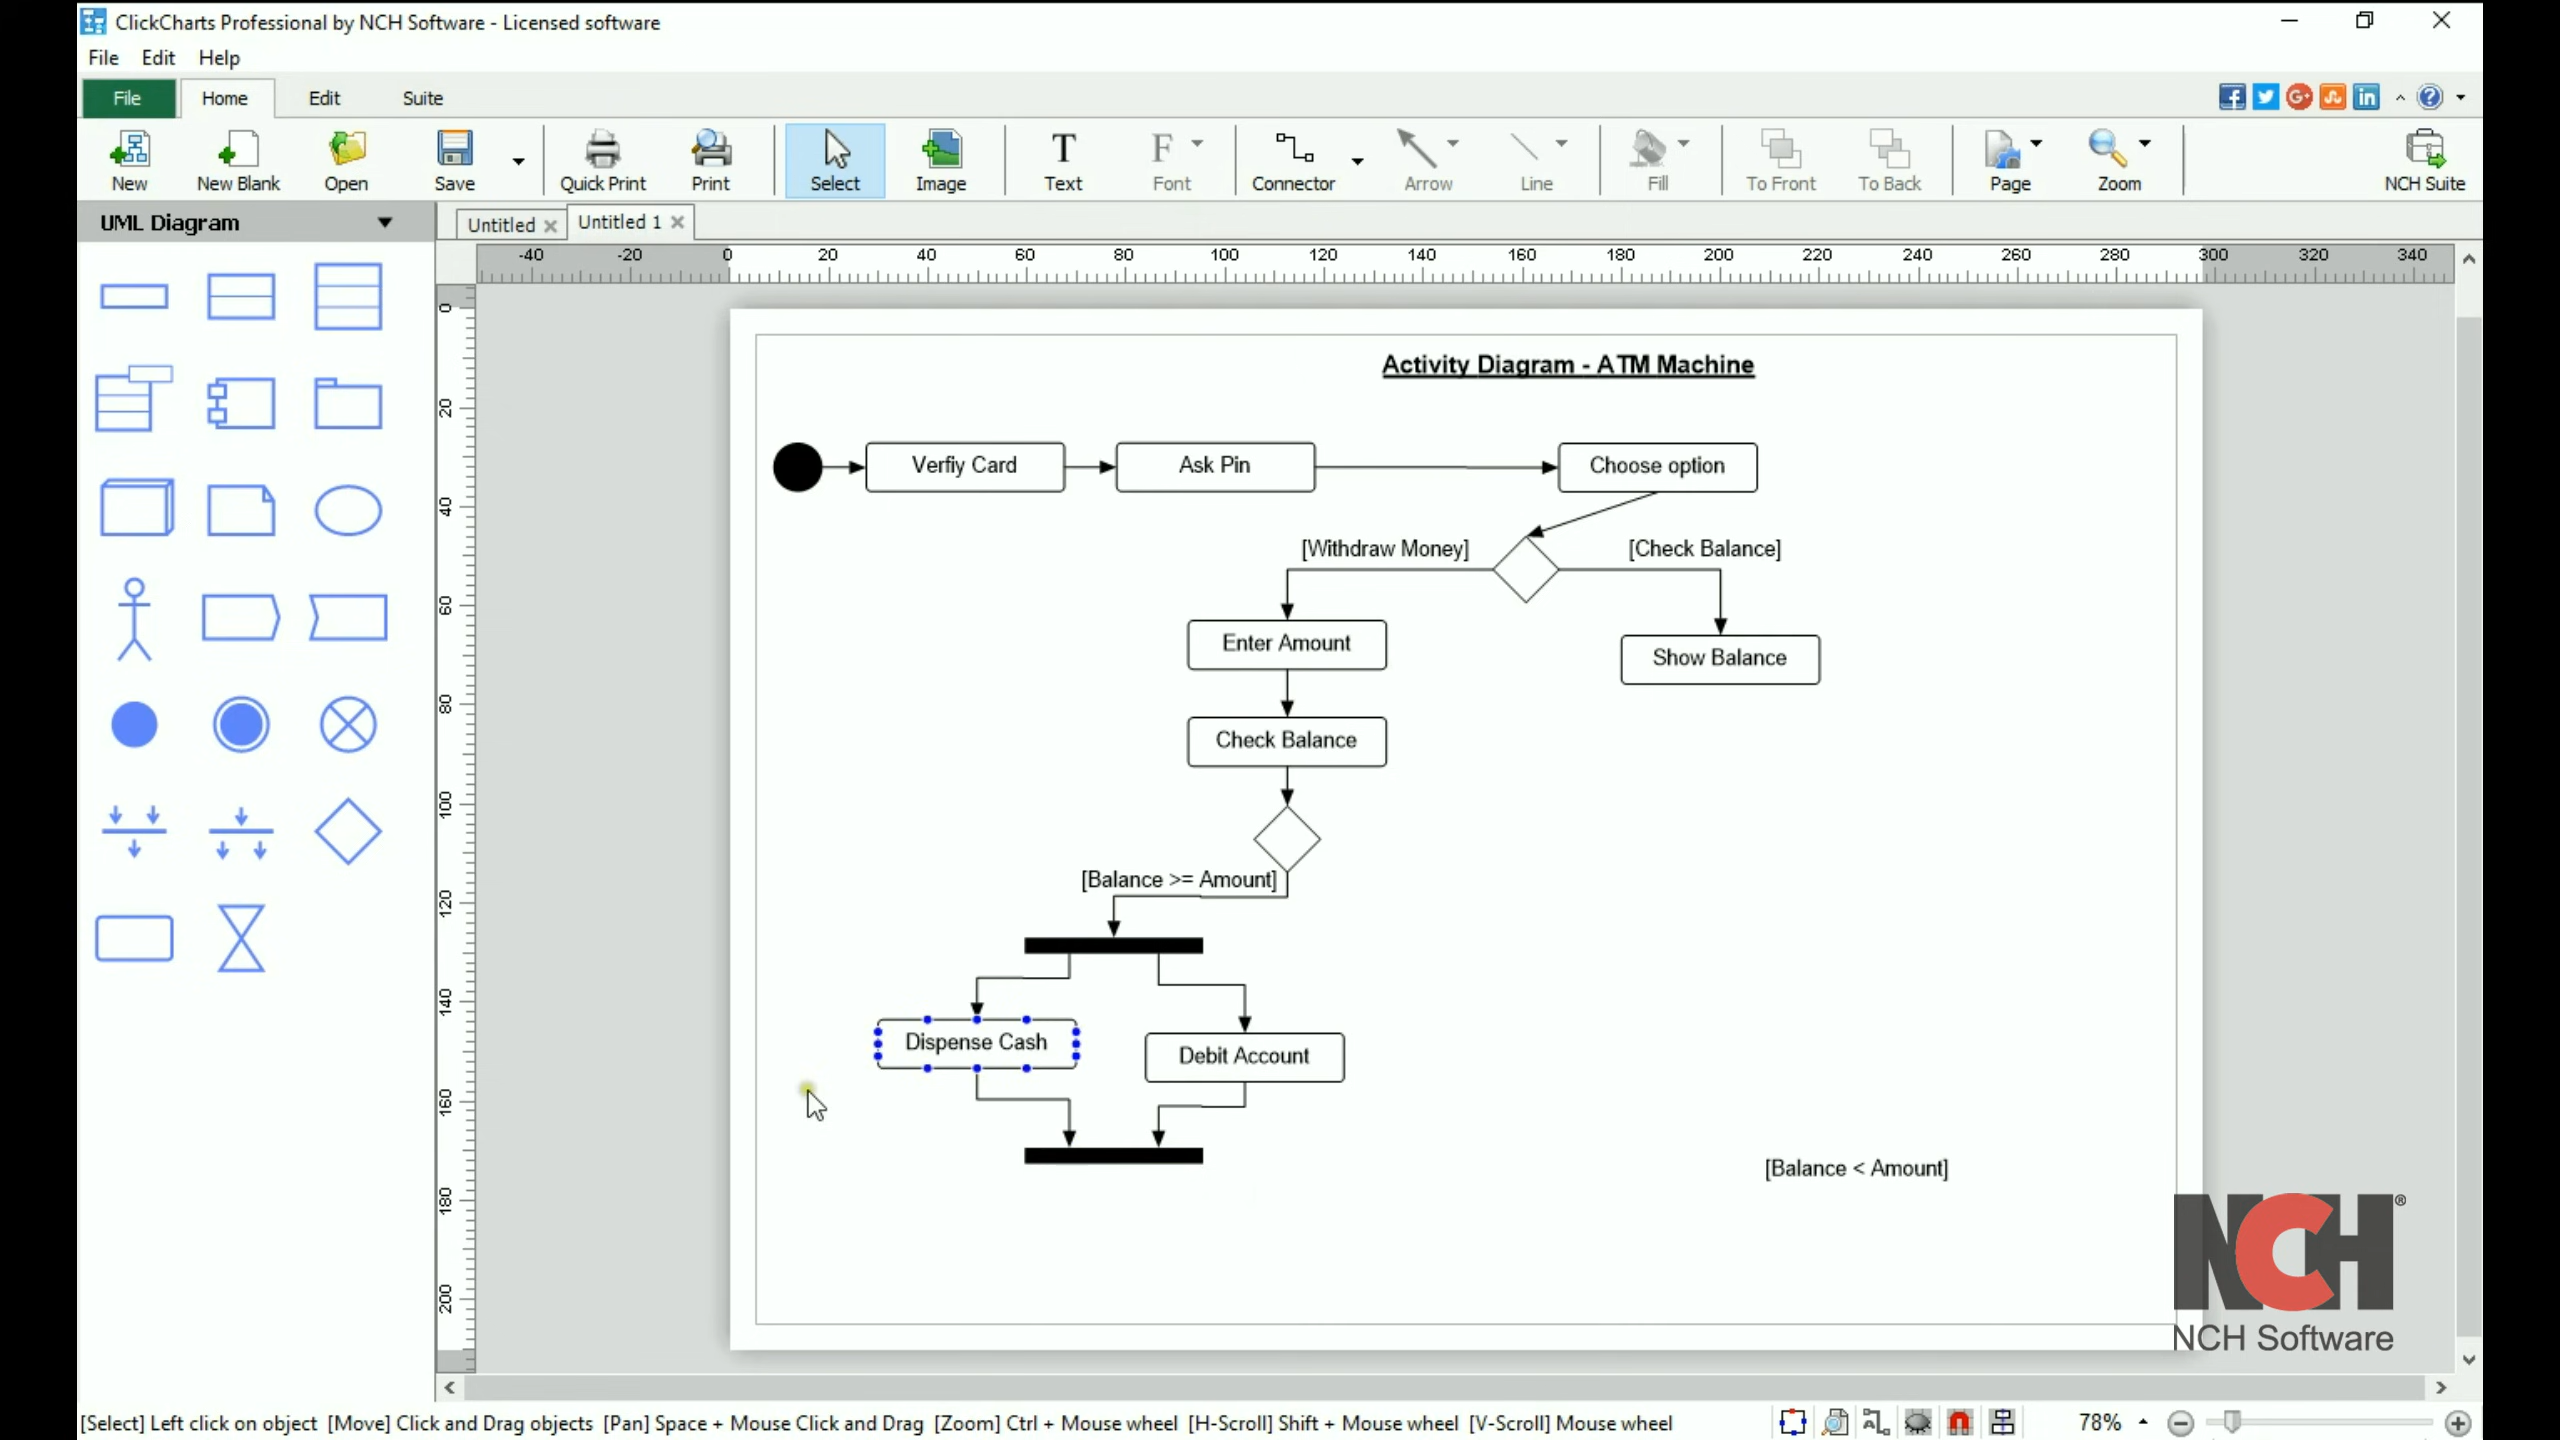 ClickCharts Professional by NCH Software - Licensed software
File Edit Help
File Home Edit Suite
New New Blank Open Save Quick Print Print Select Image Text Font Connector Arrow Line Fill To Front To Back Page Zoom NCH Suite
UML Diagram
Untitled Untitled 1
-40 -20 0 20 40 60 80 100 120 140 160 180 200 220 240 260 280 300 320 340
0
20
40
60
80
100
120
140
160
180
200
Activity Diagram - ATM Machine
Verfiy Card Ask Pin Choose option
[Withdraw Money] [Check Balance]
Enter Amount
Show Balance
Check Balance
[Balance >= Amount]
Dispense Cash
Debit Account
[Balance < Amount]
NCH®
NCH Software
[Select] Left click on object [Move] Click and Drag objects [Pan] Space + Mouse Click and Drag [Zoom] Ctrl + Mouse wheel [H-Scroll] Shift + Mouse wheel [V-Scroll] Mouse wheel 78%